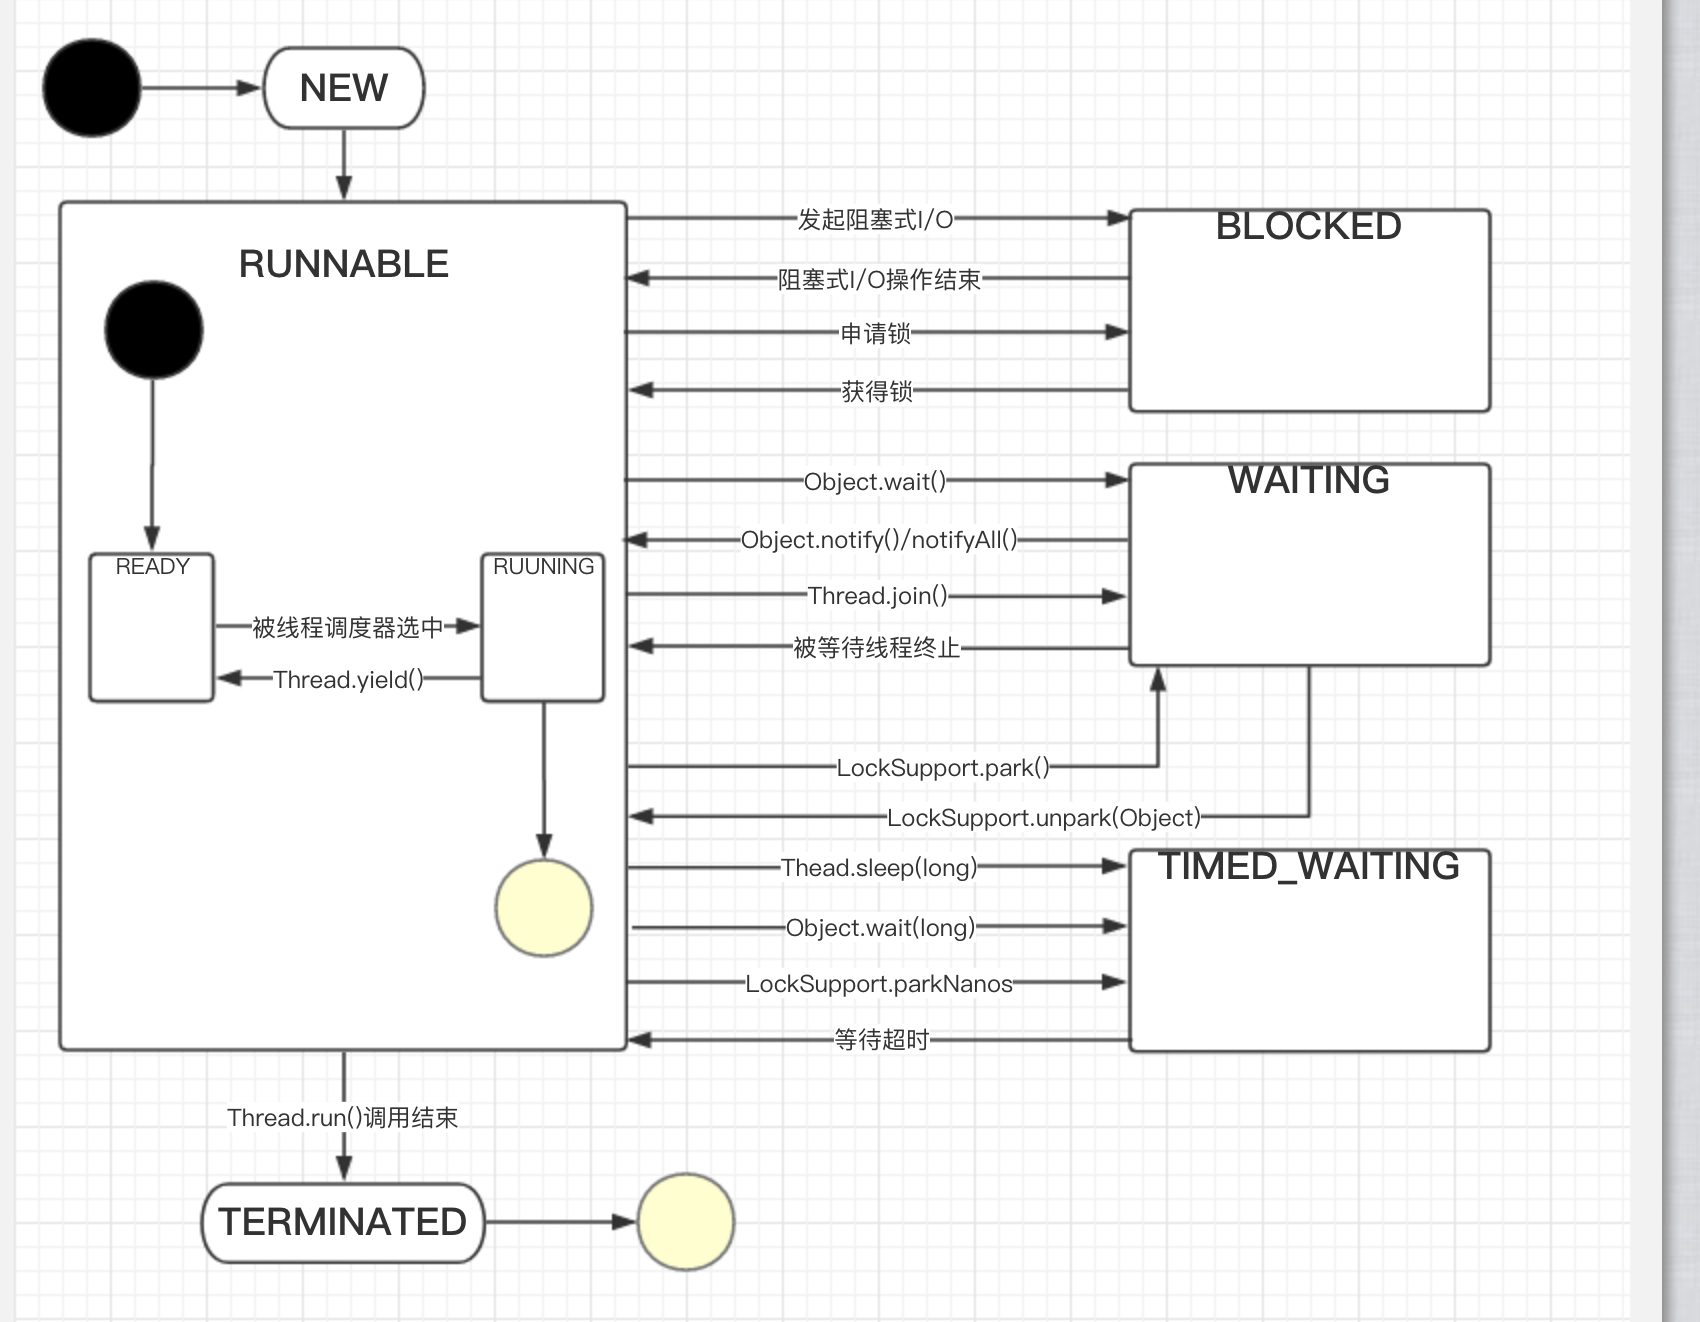 NEW
RUNNABLE
发起阻塞式I/O
BLOCKED
阻塞式I/O操作结束
申请锁
获得锁
Object.wait()
WAITING
Object.notify()/notifyAll()
READY
RUUNING
Thread.join()
被线程调度器选中
被等待线程终止
Thread.yield()
LockSupport.park()
LockSupport.unpark(Object)
Thead.sleep(long)
TIMED_WAITING
Object.wait(long)
LockSupport.parkNanos
等待超时
Thread.run()调用结束
TERMINATED